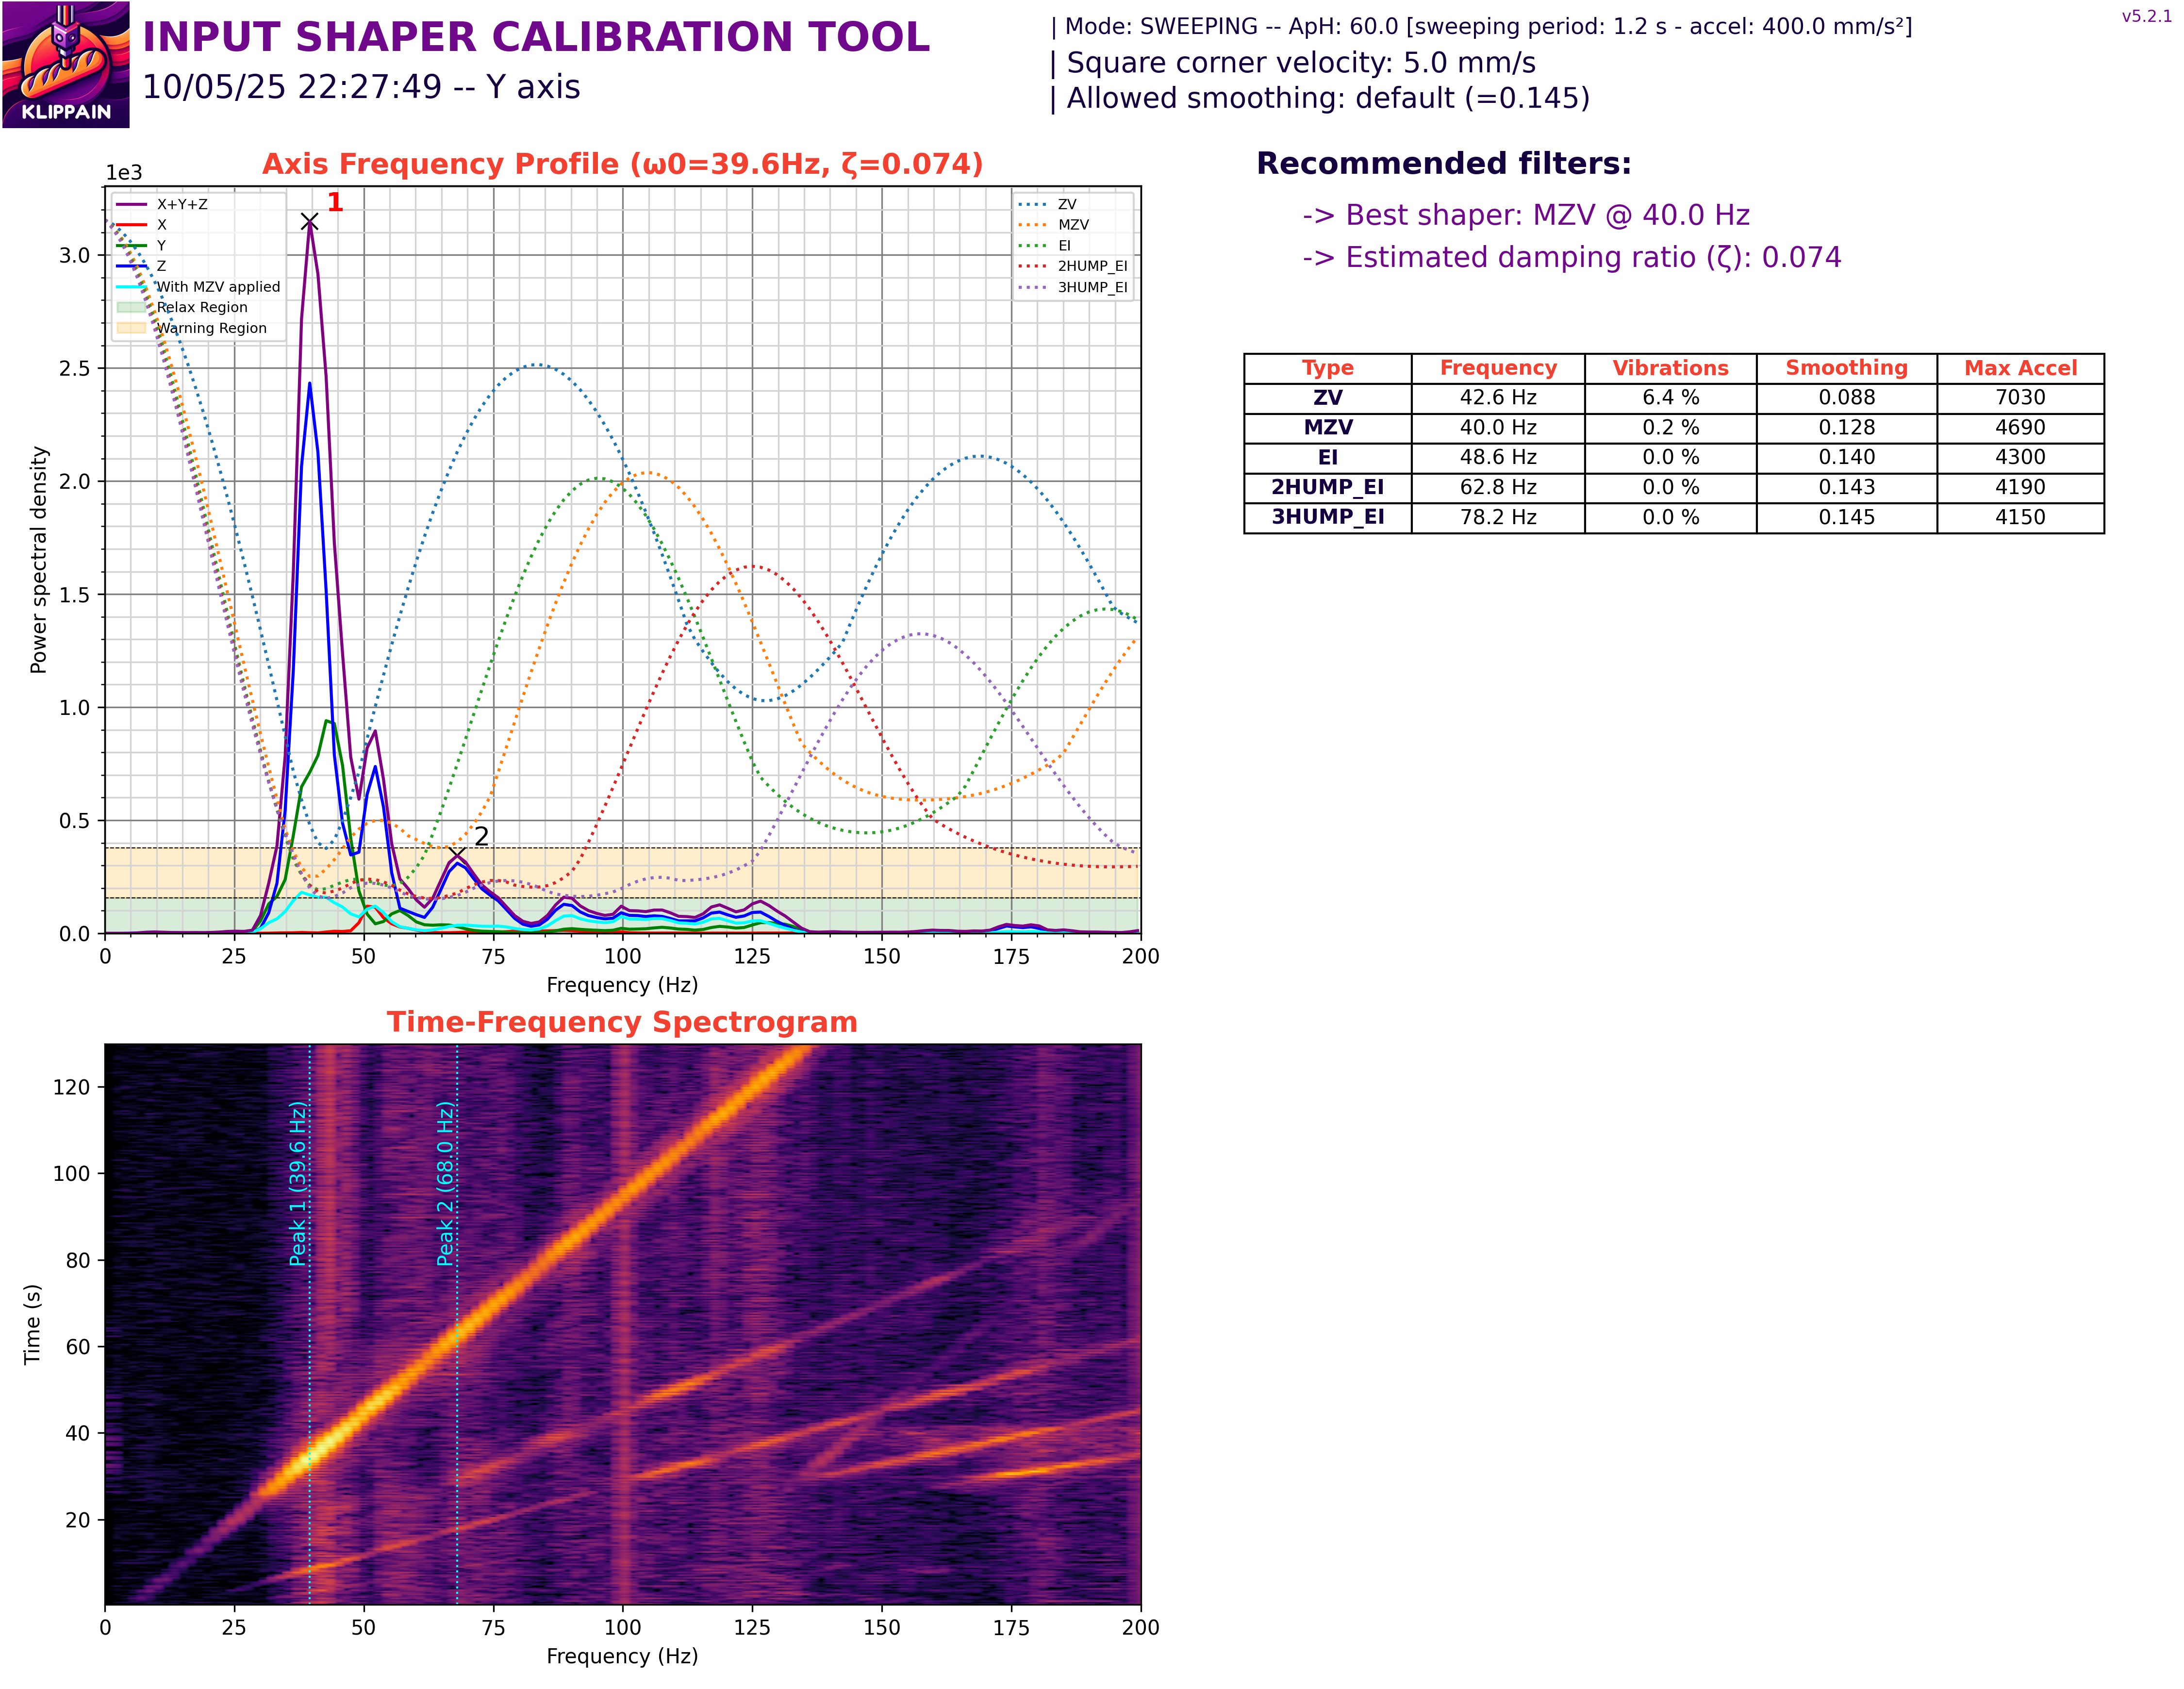 KLIPPAIN
INPUT SHAPER CALIBRATION TOOL
10/05/25 22:27:49 -- Y axis
| Mode: SWEEPING -- ApH: 60.0 [sweeping period: 1.2 s - accel: 400.0 mm/s²]
| Square corner velocity: 5.0 mm/s
| Allowed smoothing: default (=0.145)
v5.2.1
Axis Frequency Profile (ω0=39.6Hz, ζ=0.074)
1e3
X+Y+Z
X
Y
Z
With MZV applied
Relax Region
Warning Region
1
2
ZV
MZV
EI
2HUMP_EI
3HUMP_EI
Power spectral density
3.0
2.5
2.0
1.5
1.0
0.5
0.0
0 25 50 75 100 125 150 175 200
Frequency (Hz)
Recommended filters:
-> Best shaper: MZV @ 40.0 Hz
-> Estimated damping ratio (ζ): 0.074
Type Frequency Vibrations Smoothing Max Accel
ZV 42.6 Hz 6.4 % 0.088 7030
MZV 40.0 Hz 0.2 % 0.128 4690
EI 48.6 Hz 0.0 % 0.140 4300
2HUMP_EI 62.8 Hz 0.0 % 0.143 4190
3HUMP_EI 78.2 Hz 0.0 % 0.145 4150
Time-Frequency Spectrogram
Time (s)
120
100
80
60
40
20
Peak 1 (39.6 Hz)
Peak 2 (68.0 Hz)
0 25 50 75 100 125 150 175 200
Frequency (Hz)